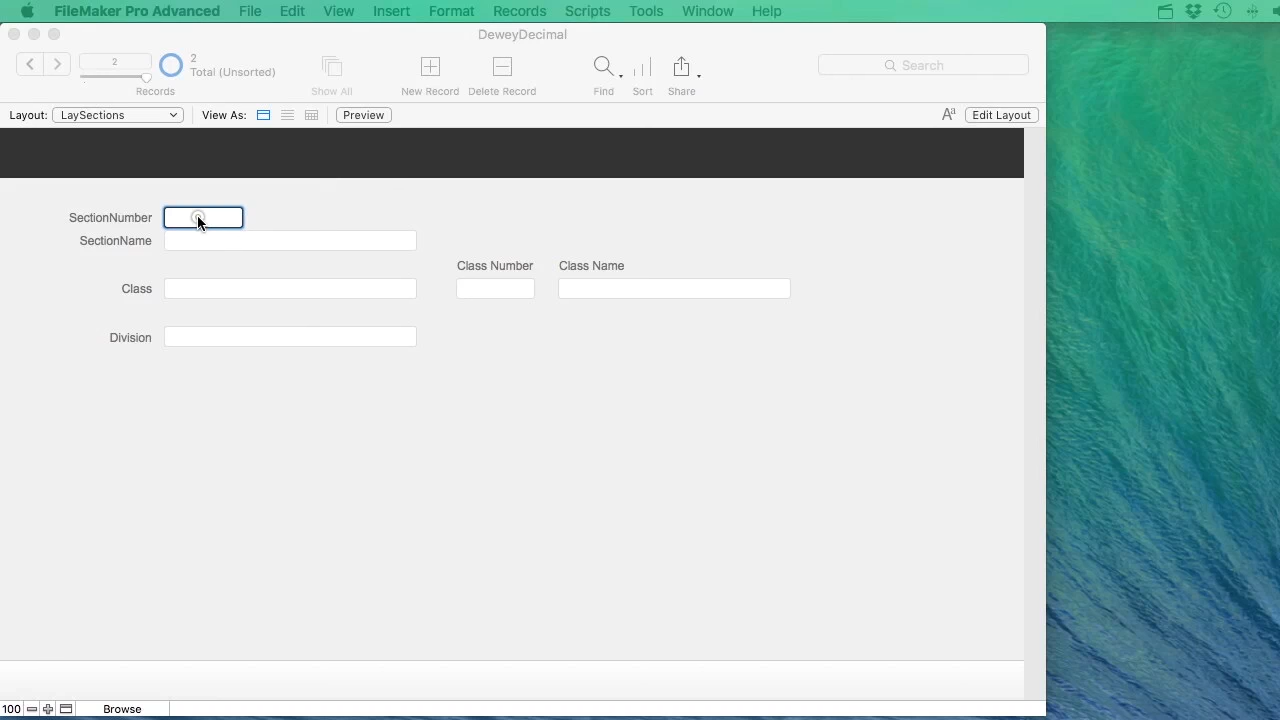 FileMaker Pro Advanced File Edit View Insert Format Records Scripts Tools Window Help
DeweyDecimal
2
2
Total (Unsorted)
Search
Records Show All New Record Delete Record Find Sort Share
Layout: LaySections View As: Preview Aa Edit Layout
SectionNumber
SectionName
Class Number Class Name
Class
Division
100 Browse